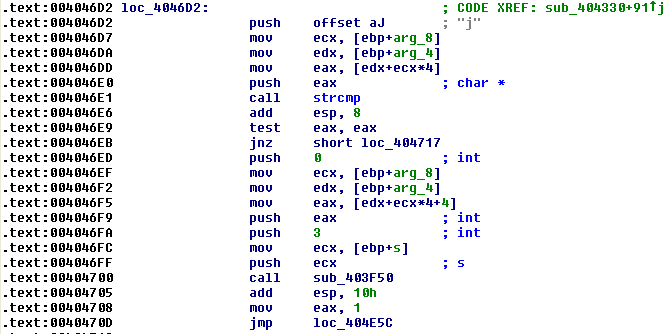 .text:004046D2 loc_4046D2: ; CODE XREF: sub_404330+91↑j
.text:004046D2 push offset aJ ; "j"
.text:004046D7 mov ecx, [ebp+arg_8]
.text:004046DA mov edx, [ebp+arg_4]
.text:004046DD mov eax, [edx+ecx*4]
.text:004046E0 push eax ; char *
.text:004046E1 call strcmp
.text:004046E6 add esp, 8
.text:004046E9 test eax, eax
.text:004046EB jnz short loc_404717
.text:004046ED push 0 ; int
.text:004046EF mov ecx, [ebp+arg_8]
.text:004046F2 mov edx, [ebp+arg_4]
.text:004046F5 mov eax, [edx+ecx*4+4]
.text:004046F9 push eax ; int
.text:004046FA push 3 ; int
.text:004046FC mov ecx, [ebp+s]
.text:004046FF push ecx ; s
.text:00404700 call sub_403F50
.text:00404705 add esp, 10h
.text:00404708 mov eax, 1
.text:0040470D jmp loc_404E5C